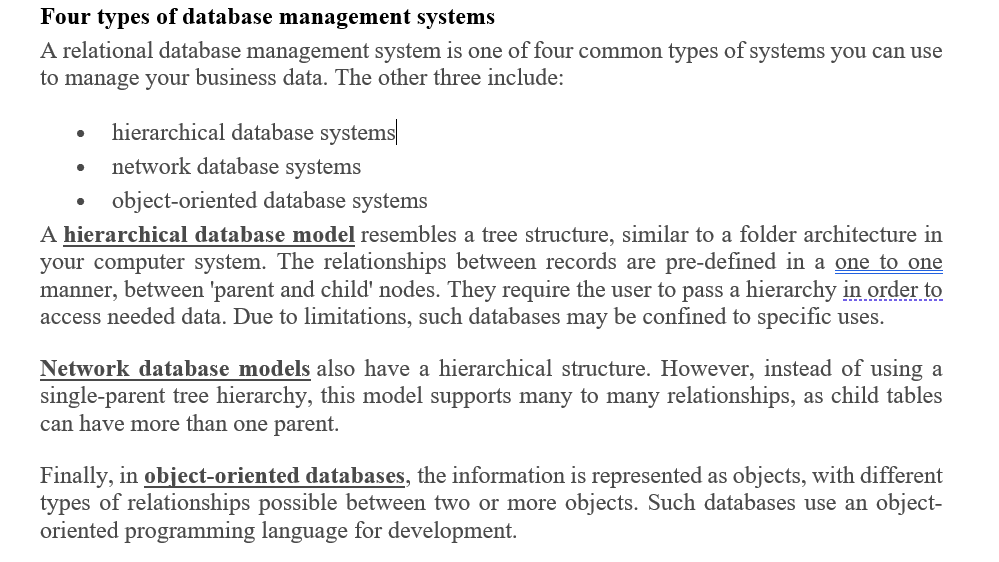 Four types of database management systems
A relational database management system is one of four common types of systems you can use
to manage your business data. The other three include:
• hierarchical database systems
• network database systems
• object-oriented database systems
A hierarchical database model resembles a tree structure, similar to a folder architecture in
your computer system. The relationships between records are pre-defined in a one to one
manner, between 'parent and child' nodes. They require the user to pass a hierarchy in order to
access needed data. Due to limitations, such databases may be confined to specific uses.
Network database models also have a hierarchical structure. However, instead of using a
single-parent tree hierarchy, this model supports many to many relationships, as child tables
can have more than one parent.
Finally, in object-oriented databases, the information is represented as objects, with different
types of relationships possible between two or more objects. Such databases use an object-
oriented programming language for development.